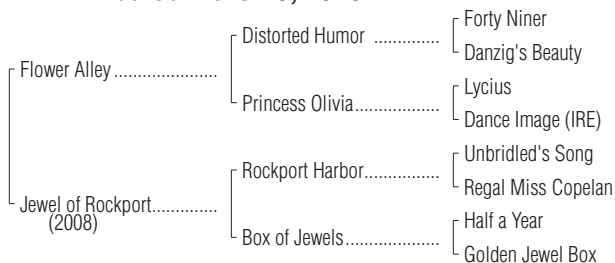 Forty Niner
Distorted Humor ................
Danzig's Beauty
Flower Alley ......................
Lycius
Princess Olivia..................
Dance Image (IRE)
Unbridled's Song
Rockport Harbor................
Regal Miss Copelan
Jewel of Rockport..............
(2008)
Half a Year
Box of Jewels....................
Golden Jewel Box